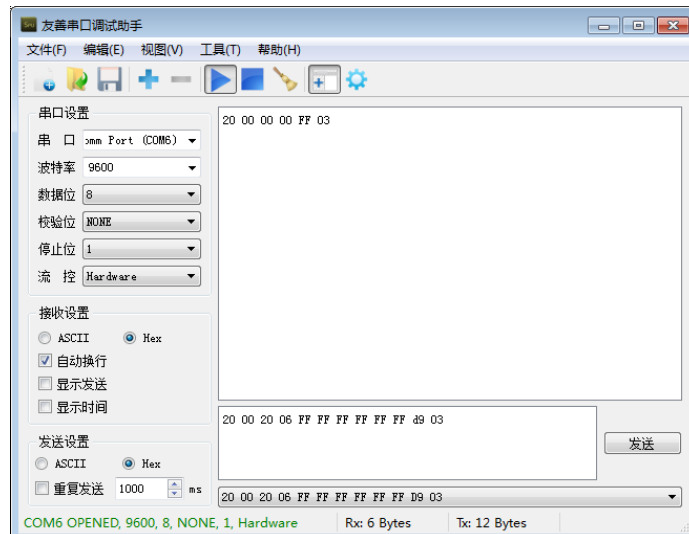 友善串口调试助手
文件(F) 编辑(E) 视图(V) 工具(T) 帮助(H)
串口设置
串 口 omm Port (COM6)
波特率 9600
数据位 8
校验位 NONE
停止位 1
流 控 Hardware
接收设置
ASCII Hex
自动换行
显示发送
显示时间
发送设置
ASCII Hex
重复发送 1000 ms
20 00 00 00 FF 03
20 00 20 06 FF FF FF FF FF FF d9 03
发送
20 00 20 06 FF FF FF FF FF FF D9 03
COM6 OPENED, 9600, 8, NONE, 1, Hardware Rx: 6 Bytes Tx: 12 Bytes